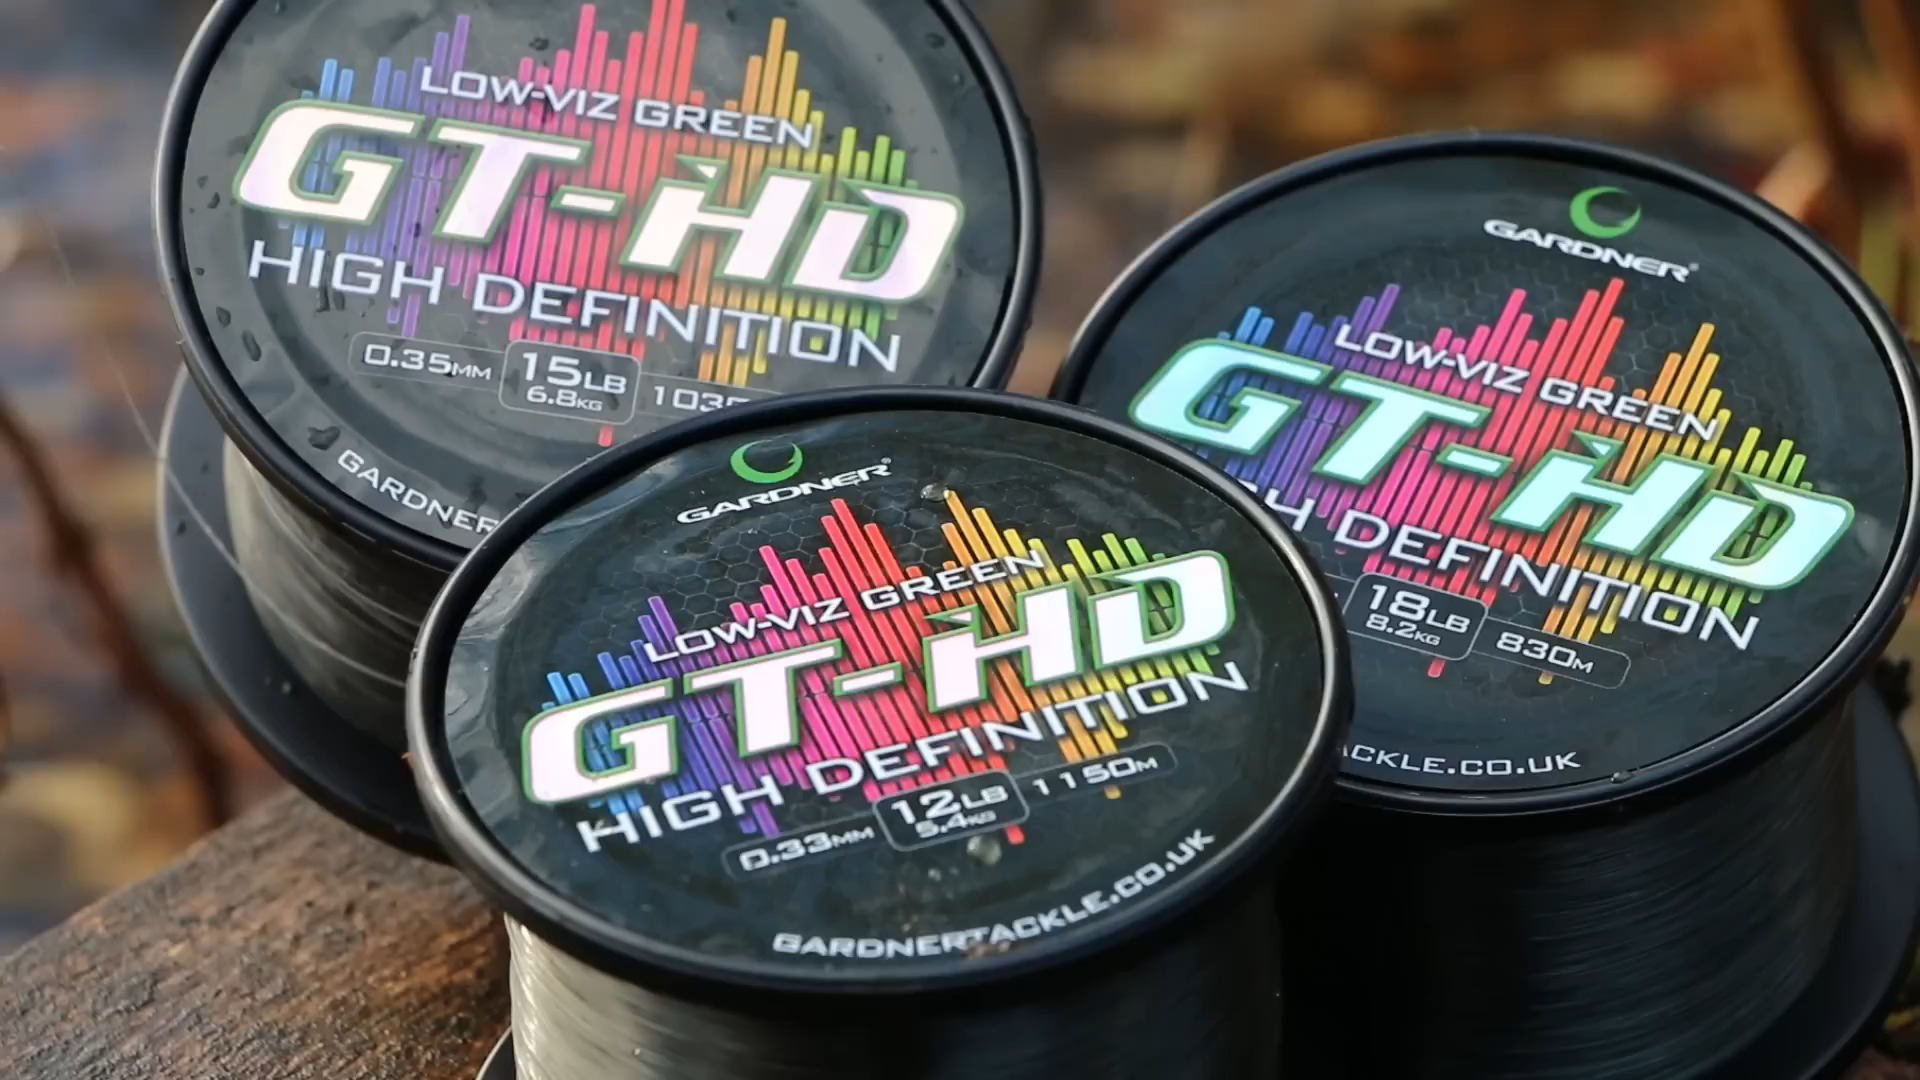 LOW-VIZ GREEN
GT-HD
HIGH DEFINITION
0.35MM 15LB
6.8KG
GARDNER
GARDNER®
LOW-VIZ GREEN
GT-HD
HIGH DEFINITION
0.33MM 12LB 1150M
5.4KG
GARDNERTACKLE.CO.UK
GARDNER®
LOW-VIZ GREEN
GT-HD
DEFINITION
18LB 830M
8.2KG
ACKLE.CO.UK